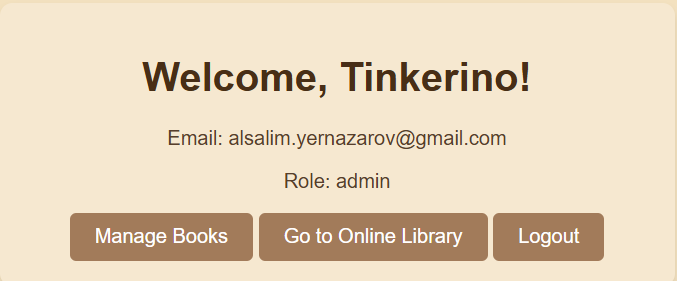 Welcome, Tinkerino!
Email: alsalim.yernazarov@gmail.com
Role: admin
Manage Books Go to Online Library Logout